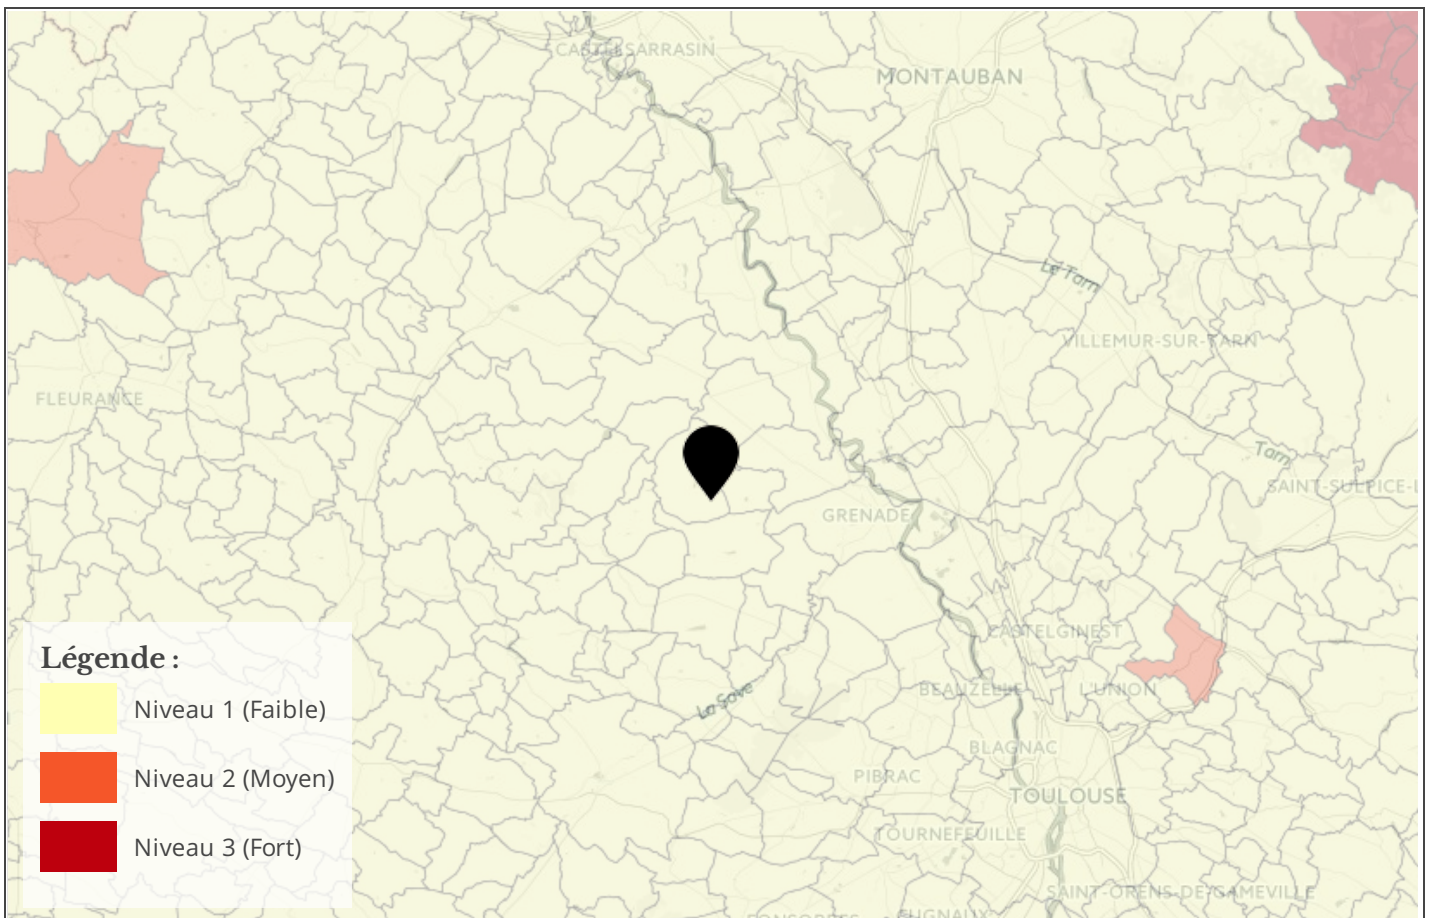 CASTELSARRASIN
MONTAUBAN
Le Tarn
VILLEMUR-SUR-TARN
FLEURANCE
Tarn
SAINT-SULPICE-L
GRENADE
CASTELGINEST
Légende :
BEAUZELLE
L'UNION
La Save
Niveau 1 (Faible)
BLAGNAC
PIBRAC
Niveau 2 (Moyen)
TOULOUSE
TOURNEFEUILLE
Niveau 3 (Fort)
SAINT-ORENS-DE-GAMEVILLE